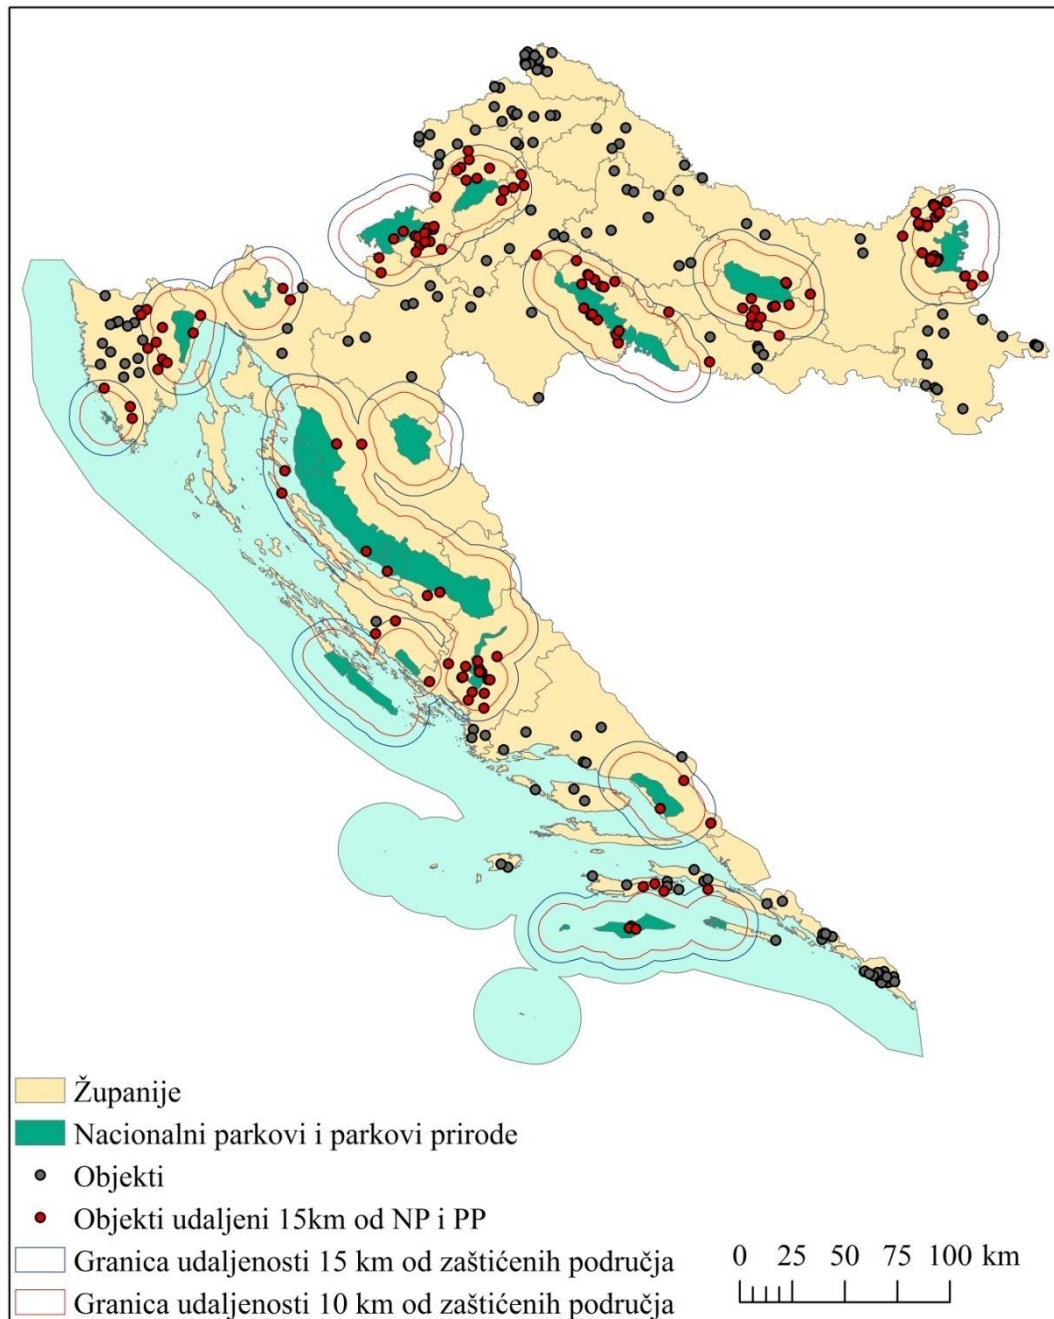 Županije
Nacionalni parkovi i parkovi prirode
Objekti
Objekti udaljeni 15km od NP i PP
Granica udaljenosti 15 km od zaštićenih područja
Granica udaljenosti 10 km od zaštićenih područja
0 25 50 100 km